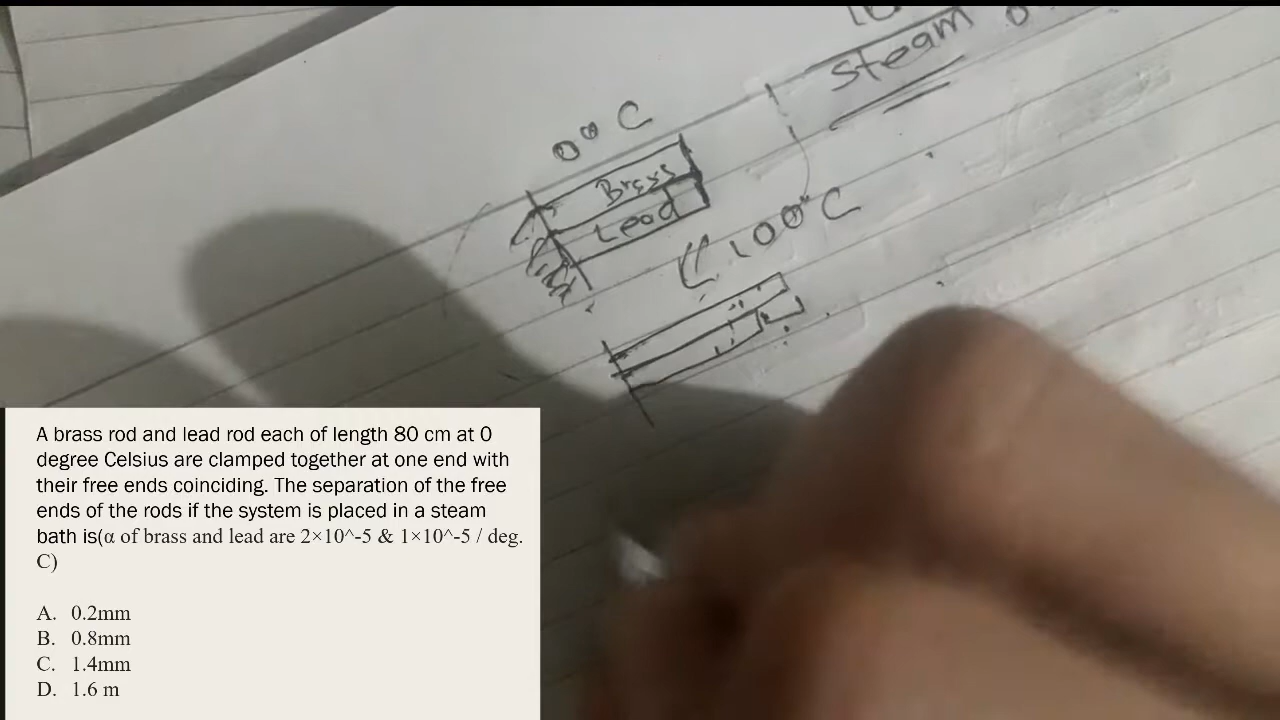 Steam
0° C
Brass
Lead
100°C
A brass rod and lead rod each of length 80 cm at 0
degree Celsius are clamped together at one end with
their free ends coinciding. The separation of the free
ends of the rods if the system is placed in a steam
bath is(α of brass and lead are 2×10^-5 & 1×10^-5 / deg.
C)
A. 0.2mm
B. 0.8mm
C. 1.4mm
D. 1.6 m